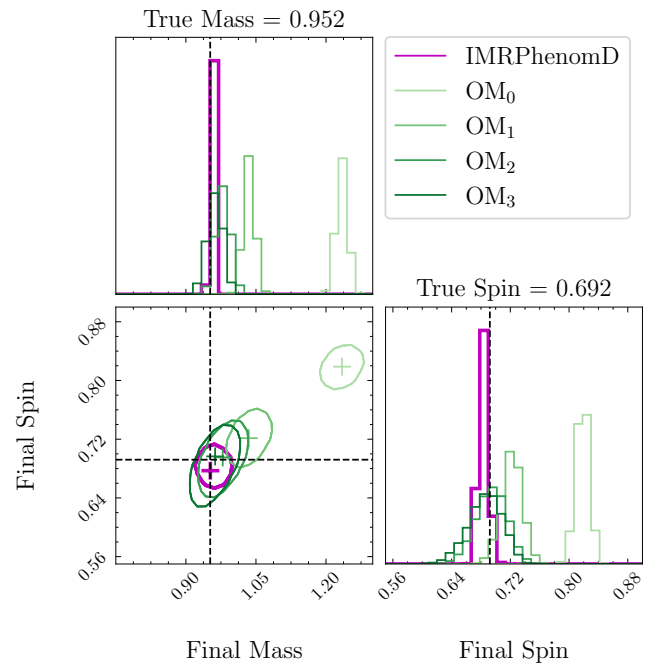 True Mass = 0.952
IMRPhenomD
OM₀
OM₁
OM₂
OM₃
True Spin = 0.692
0.88
0.80
0.72
0.64
0.56
Final Spin
0.90 1.05 1.20
0.56 0.64 0.72 0.80 0.88
Final Mass Final Spin